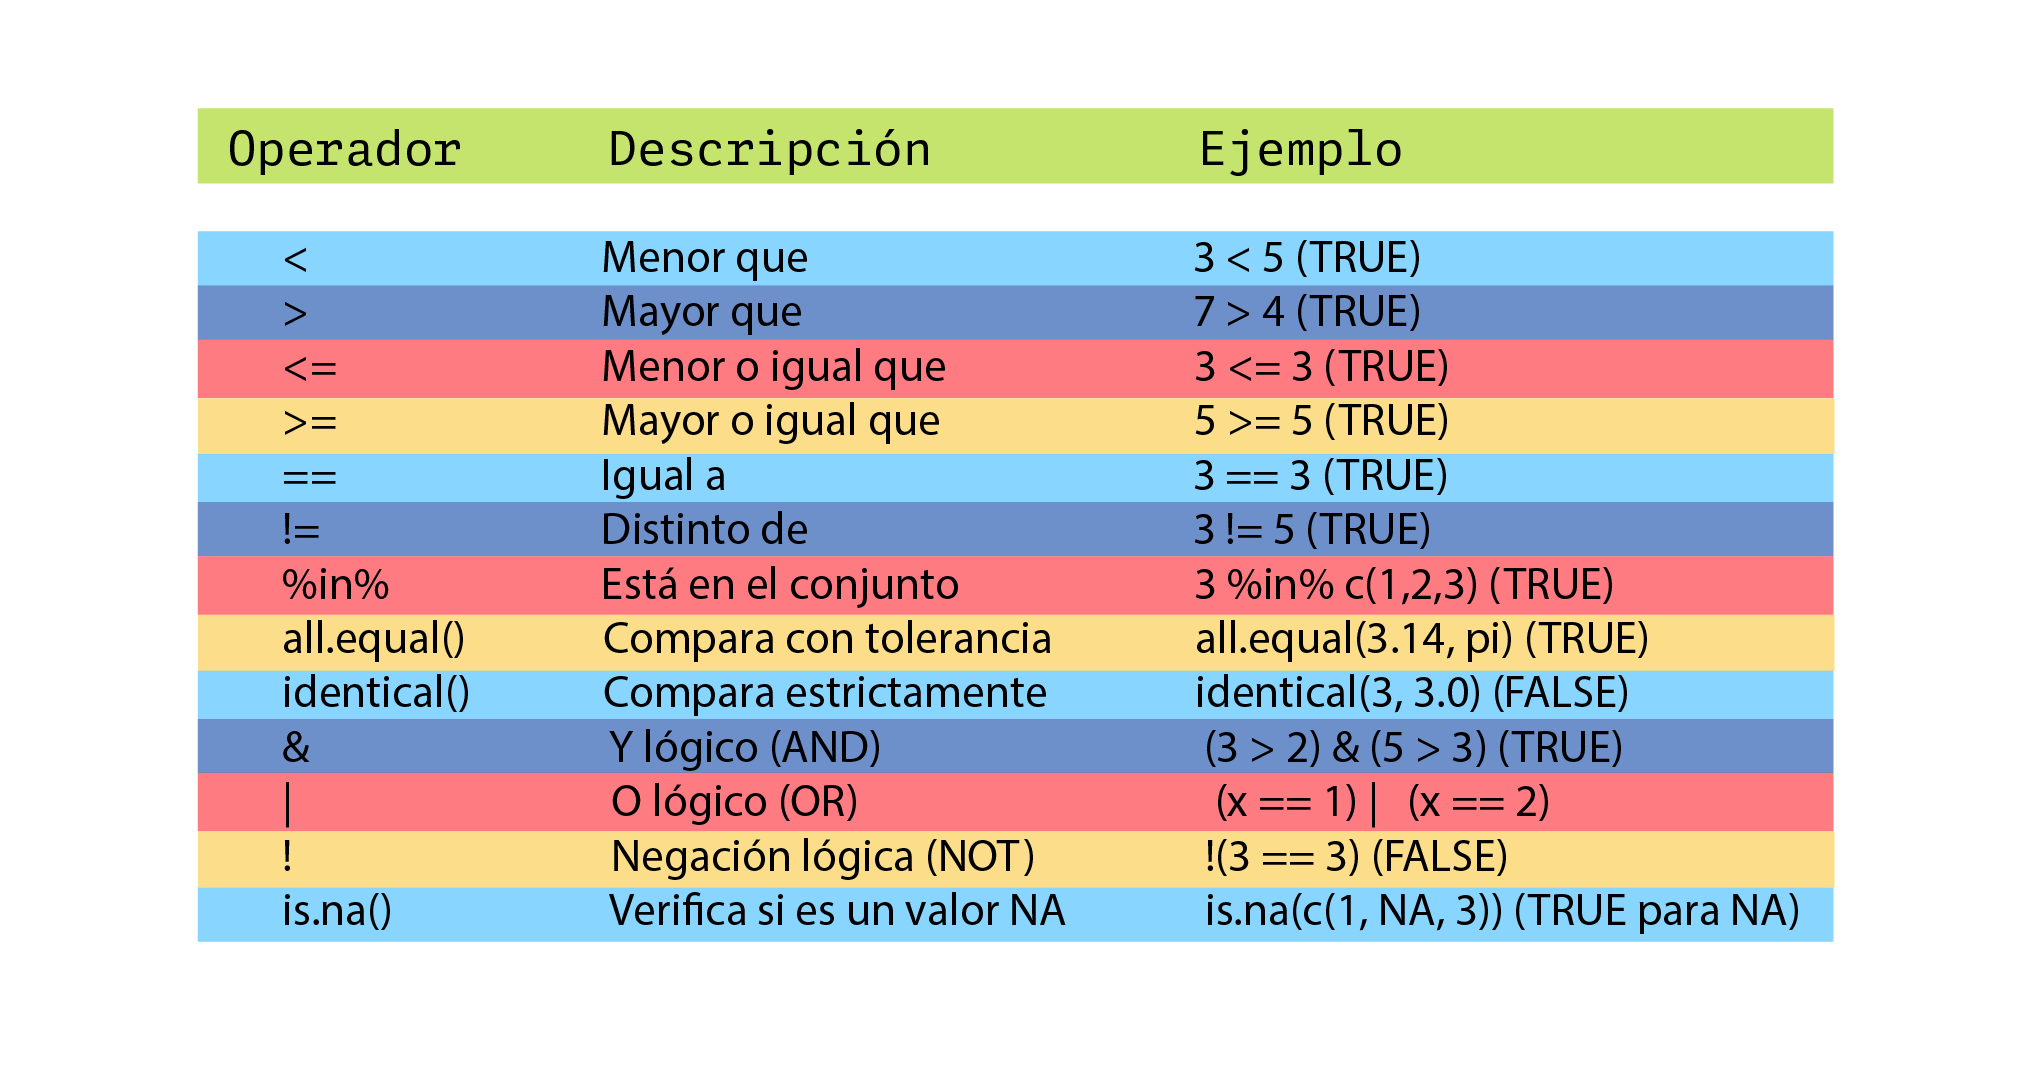 Operador Descripción Ejemplo
< Menor que 3 < 5 (TRUE)
> Mayor que 7 > 4 (TRUE)
<= Menor o igual que 3 <= 3 (TRUE)
>= Mayor o igual que 5 >= 5 (TRUE)
== Igual a 3 == 3 (TRUE)
!= Distinto de 3 != 5 (TRUE)
%in% Está en el conjunto 3 %in% c(1,2,3) (TRUE)
all.equal() Compara con tolerancia all.equal(3.14, pi) (TRUE)
identical() Compara estrictamente identical(3, 3.0) (FALSE)
& Y lógico (AND) (3 > 2) & (5 > 3) (TRUE)
| O lógico (OR) (x == 1) | (x == 2)
! Negación lógica (NOT) !(3 == 3) (FALSE)
is.na() Verifica si es un valor NA is.na(c(1, NA, 3)) (TRUE para NA)